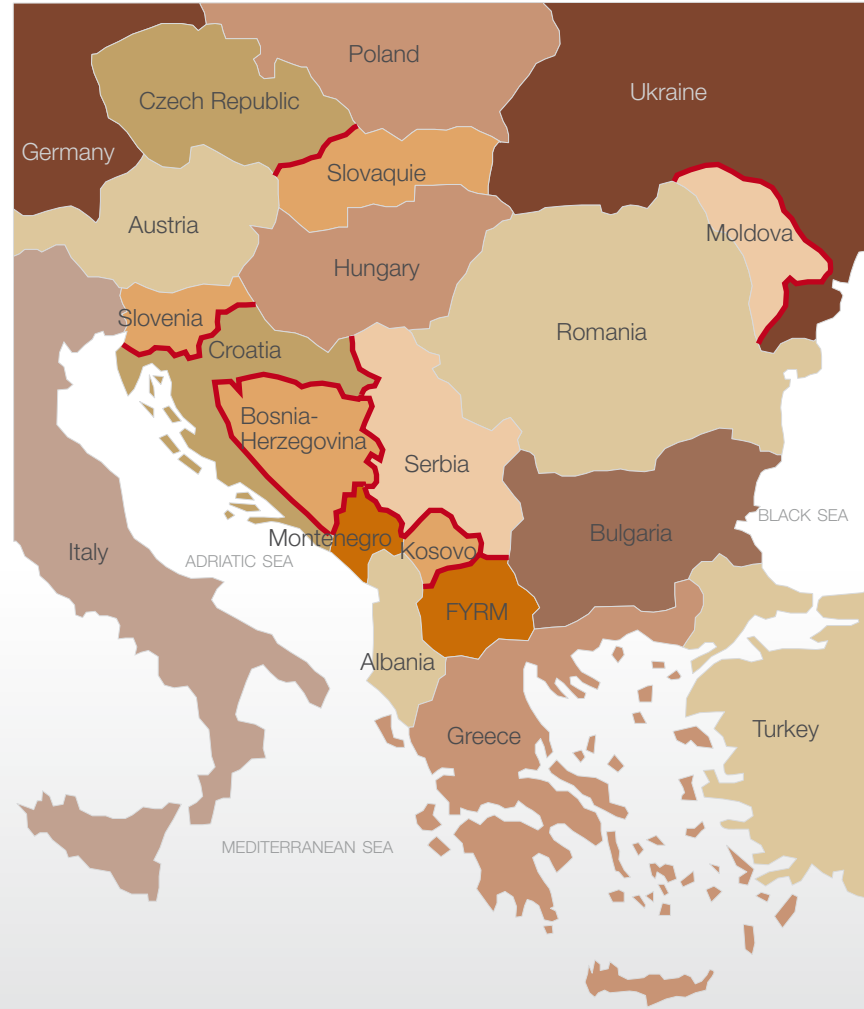 Poland
Ukraine
Czech Republic
Germany
Slovaquie
Austria
Moldova
Hungary
Slovenia
Romania
Croatia
Bosnia-
Herzegovina
Serbia
BLACK SEA
Bulgaria
Montenegro
Kosovo
Italy
ADRIATIC SEA
FYRM
Albania
Greece
Turkey
MEDITERRANEAN SEA